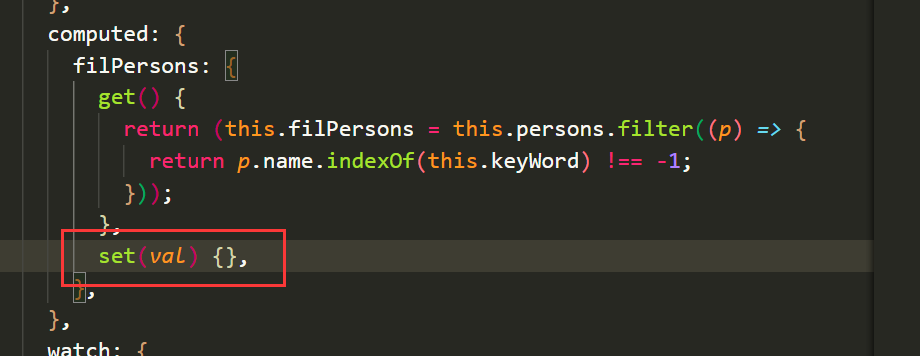 },
computed: {
filPersons: {
get() {
return (this.filPersons = this.persons.filter((p) => {
return p.name.indexOf(this.keyWord) !== -1;
}));
},
set(val) {},
},
},
watch: {